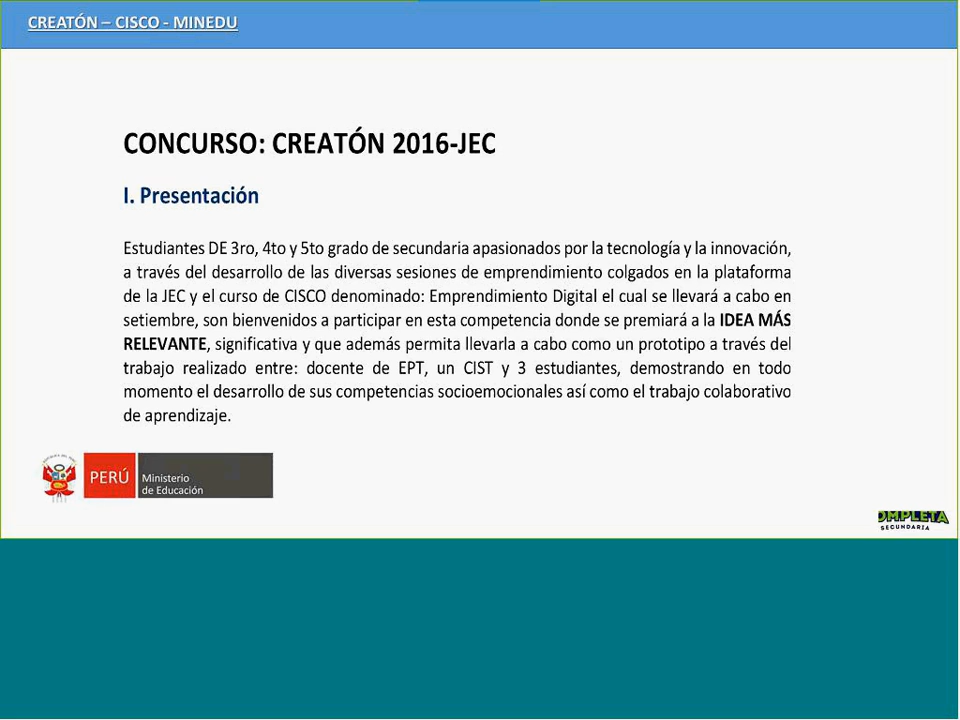 CREATÓN – CISCO - MINEDU
CONCURSO: CREATÓN 2016-JEC
I. Presentación
Estudiantes DE 3ro, 4to y 5to grado de secundaria apasionados por la tecnología y la innovación,
a través del desarrollo de las diversas sesiones de emprendimiento colgados en la plataforma
de la JEC y el curso de CISCO denominado: Emprendimiento Digital el cual se llevará a cabo en
setiembre, son bienvenidos a participar en esta competencia donde se premiará a la IDEA MÁS
RELEVANTE, significativa y que además permita llevarla a cabo como un prototipo a través del
trabajo realizado entre: docente de EPT, un CIST y 3 estudiantes, demostrando en todo
momento el desarrollo de sus competencias socioemocionales así como el trabajo colaborativo
de aprendizaje.
PERÚ
Ministerio
de Educación
OMPLETA
SECUNDARIA